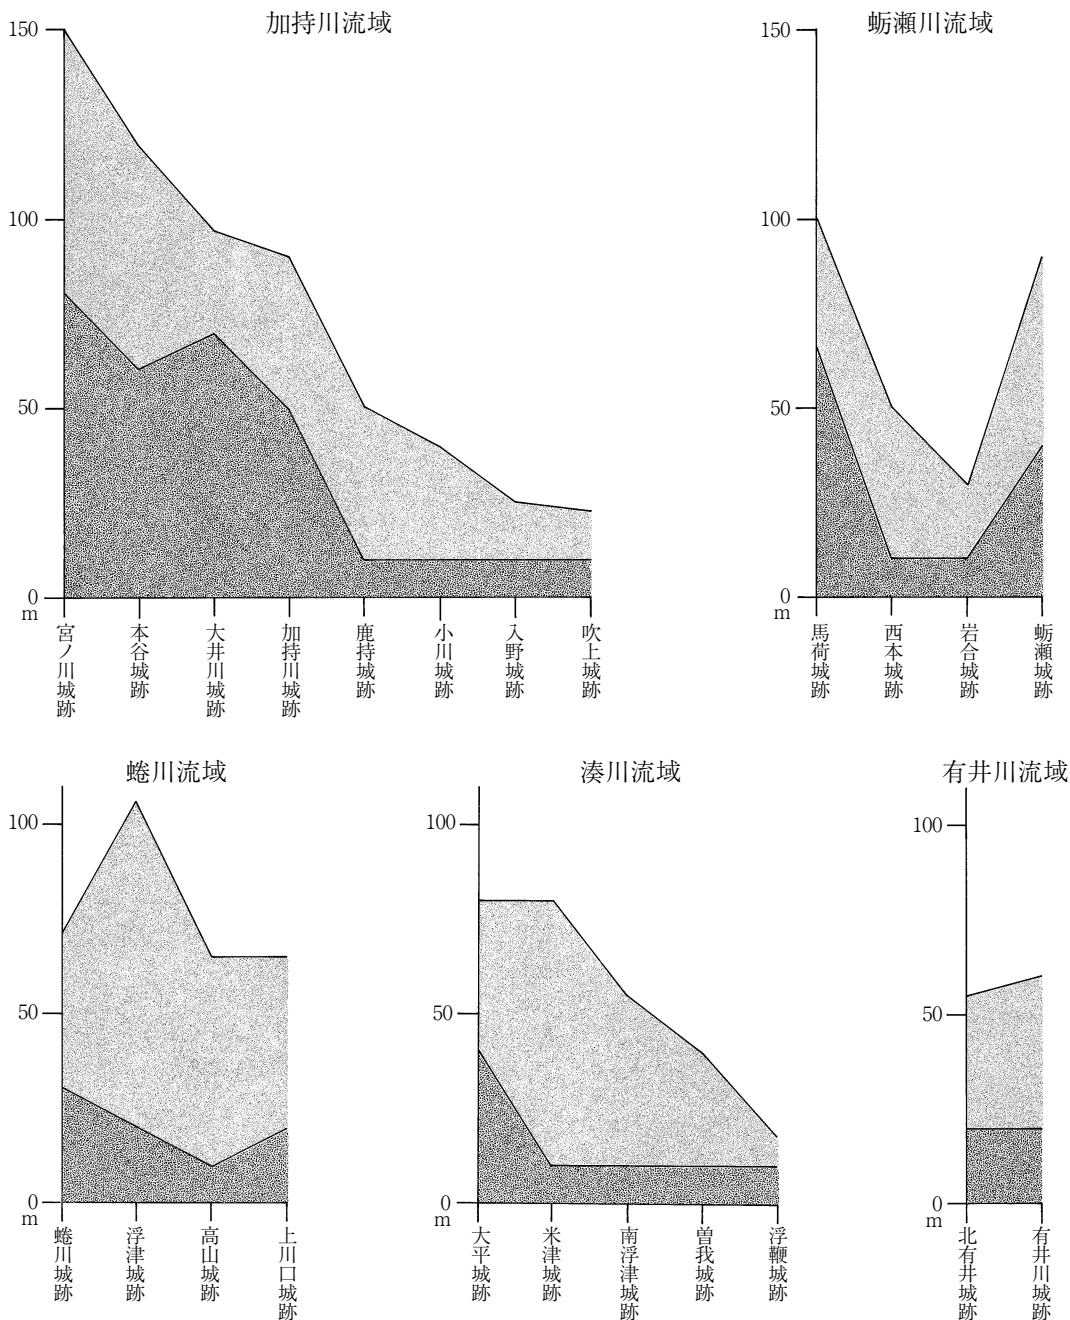 加持川流域
150
100
50
0
m
宮ノ川城跡
本谷城跡
大井川城跡
加持川城跡
鹿持城跡
小川城跡
入野城跡
吹上城跡
蛎瀬川流域
150
100
50
0
m
馬荷城跡
西本城跡
岩合城跡
蛎瀬城跡
蜷川流域
100
50
0
m
蜷川城跡
浮津城跡
高山城跡
上川口城跡
湊川流域
100
50
0
m
大平城跡
米津城跡
南浮津城跡
曽我城跡
浮鞭城跡
有井川流域
100
50
0
m
北有井城跡
有井川城跡